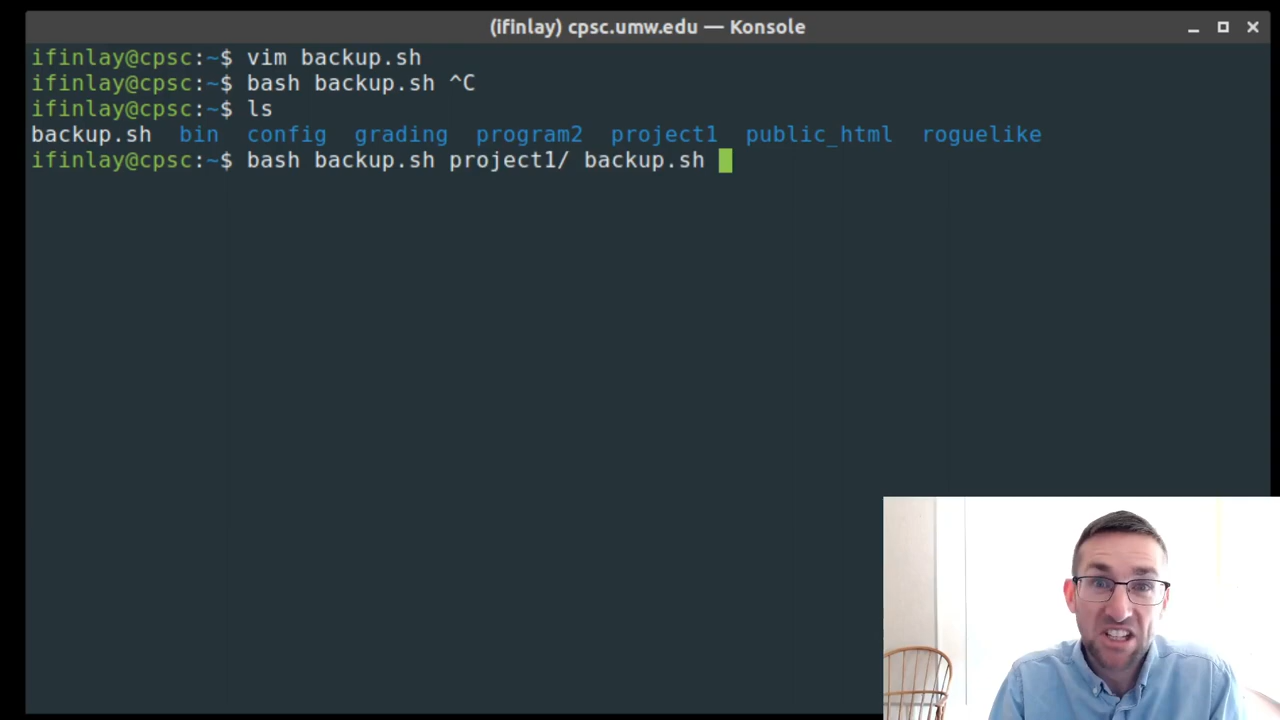 (ifinlay) cpsc.umw.edu — Konsole
ifinlay@cpsc:~$ vim backup.sh
ifinlay@cpsc:~$ bash backup.sh ^C
ifinlay@cpsc:~$ ls
backup.sh bin config grading program2 project1 public_html roguelike
ifinlay@cpsc:~$ bash backup.sh project1/ backup.sh